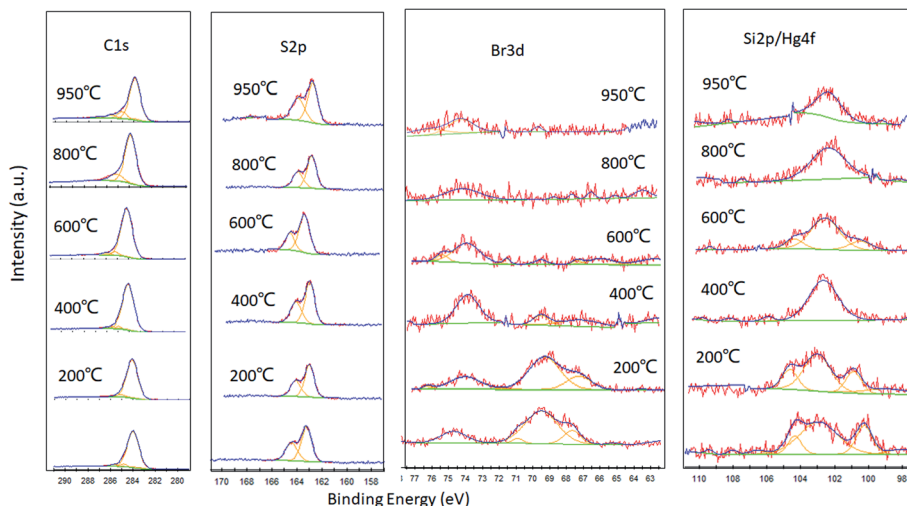 C1s
S2p
Br3d
Si2p/Hg4f
950℃
950℃
950℃
950℃
800℃
800℃
800℃
800℃
600℃
600℃
600℃
600℃
400℃
400℃
400℃
400℃
200℃
200℃
200℃
200℃
Intensity (a.u.)
290 288 286 284 282 280
170 168 166 164 162 160 158
77 76 75 74 73 72 71 70 69 68 67 66 65 64 63
110 108 106 104 102 100 98
Binding Energy (eV)